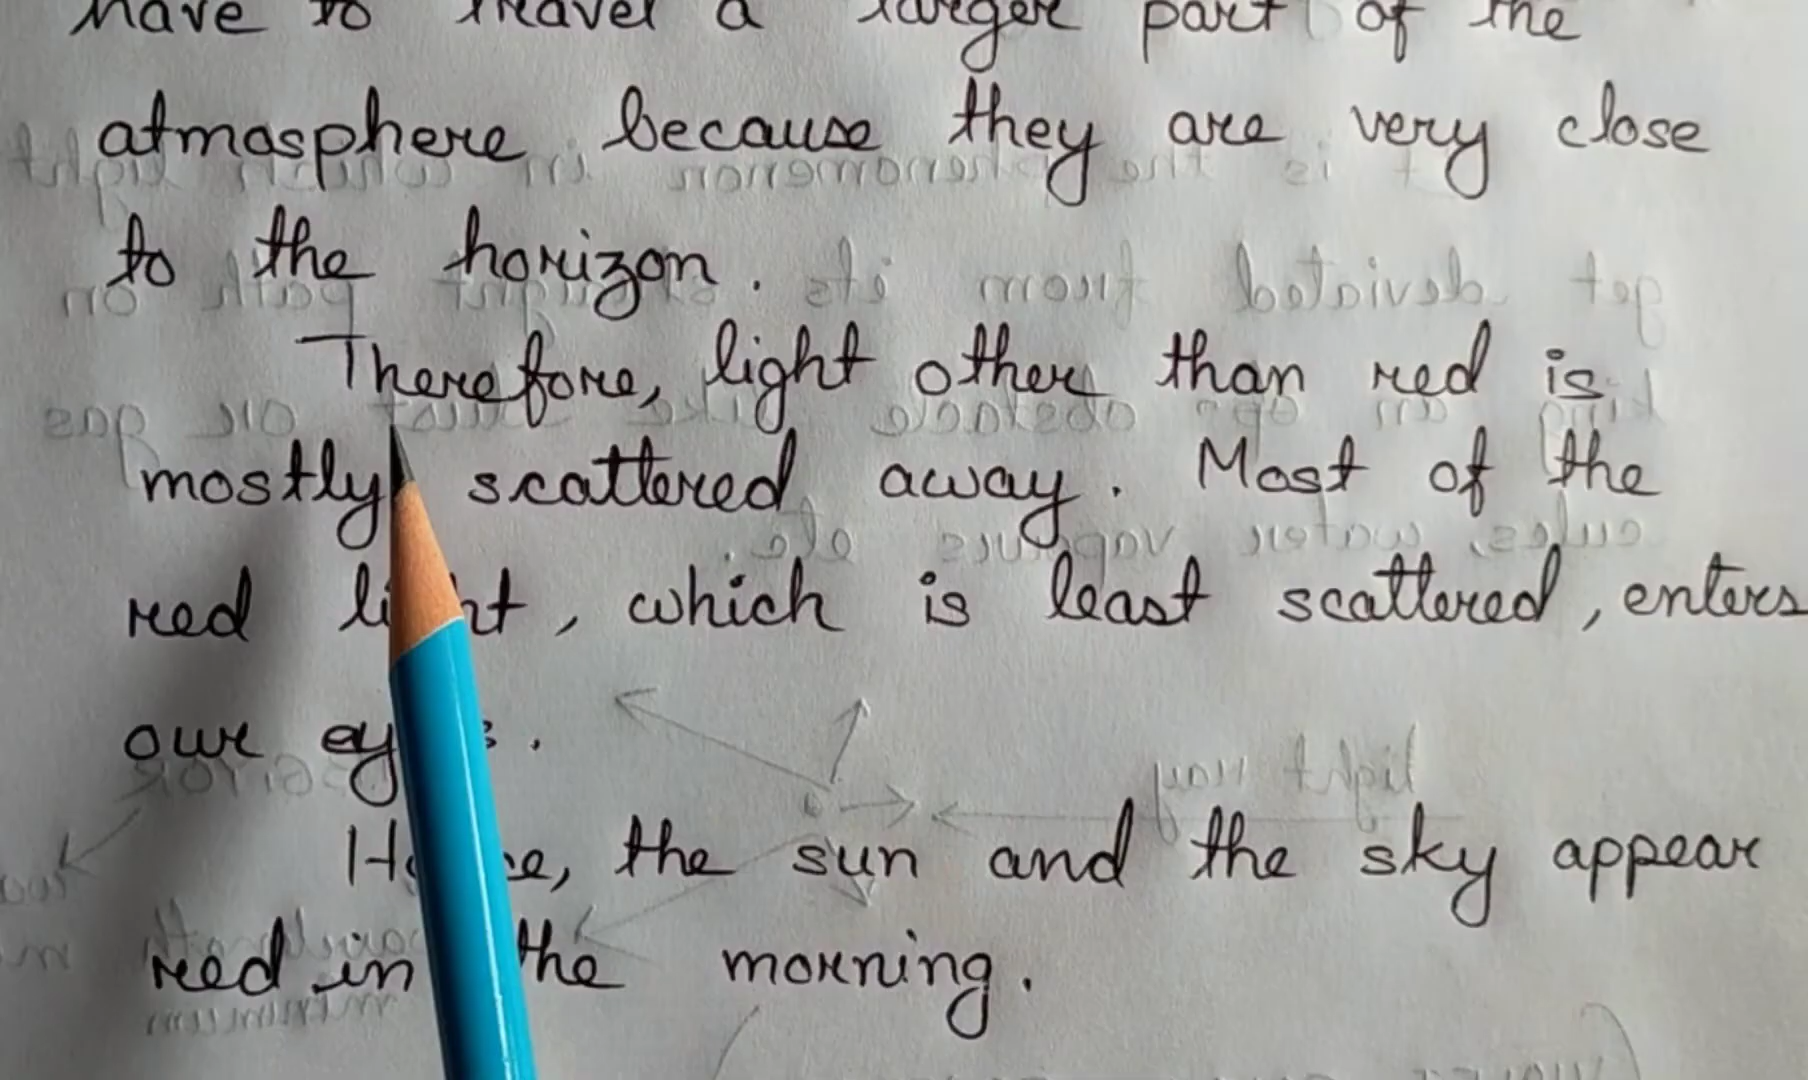 have to travel a larger part of the
atmosphere because they are very close
to the horizon.
Therefore, light other than red is
mostly scattered away. Most of the
red light, which is least scattered, enters
our eyes.
Hence, the sun and the sky appear
red in the morning.